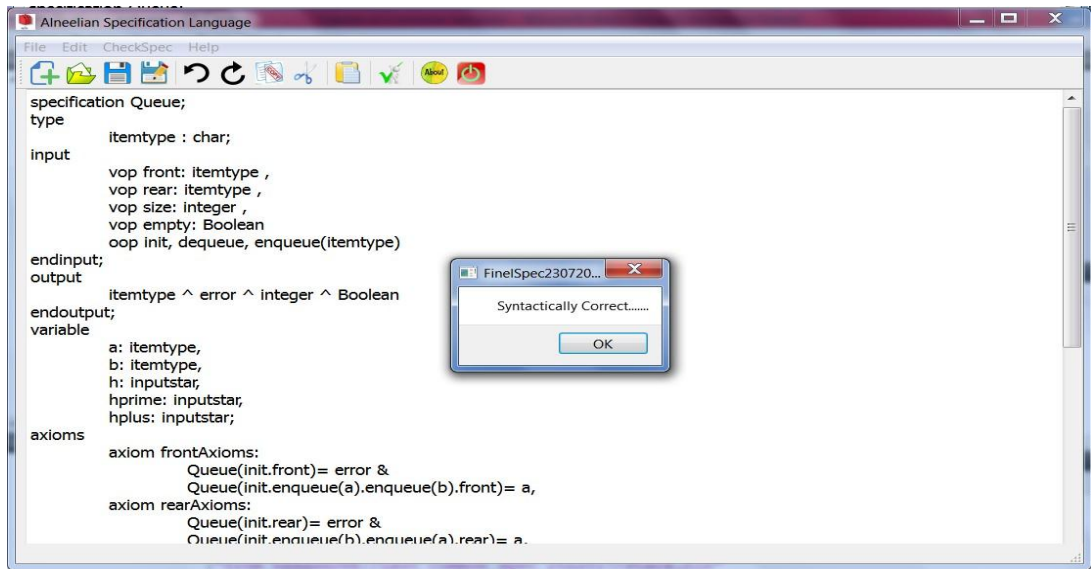 Alneelian Specification Language
File Edit CheckSpec Help
About
specification Queue;
type
itemtype : char;
input
vop front: itemtype ,
vop rear: itemtype ,
vop size: integer ,
vop empty: Boolean
oop init, dequeue, enqueue(itemtype)
endinput;
output
itemtype ^ error ^ integer ^ Boolean
endoutput;
variable
a: itemtype,
b: itemtype,
h: inputstar,
hprime: inputstar,
hplus: inputstar;
axioms
axiom frontAxioms:
Queue(init.front)= error &
Queue(init.enqueue(a).enqueue(b).front)= a,
axiom rearAxioms:
Queue(init.rear)= error &
Queue(init.enqueue(b).enqueue(a).rear)= a,
FinelSpec230720...
Syntactically Correct.......
OK